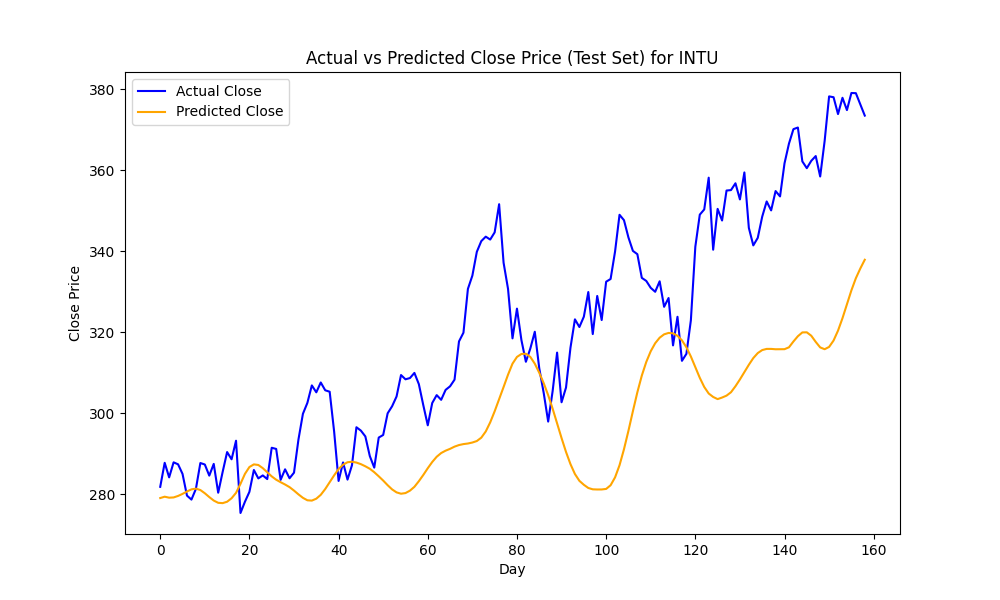 Actual vs Predicted Close Price (Test Set) for INTU
Actual Close
Predicted Close
380
360
340
320
300
280
Close Price
0 20 40 60 80 100 120 140 160
Day